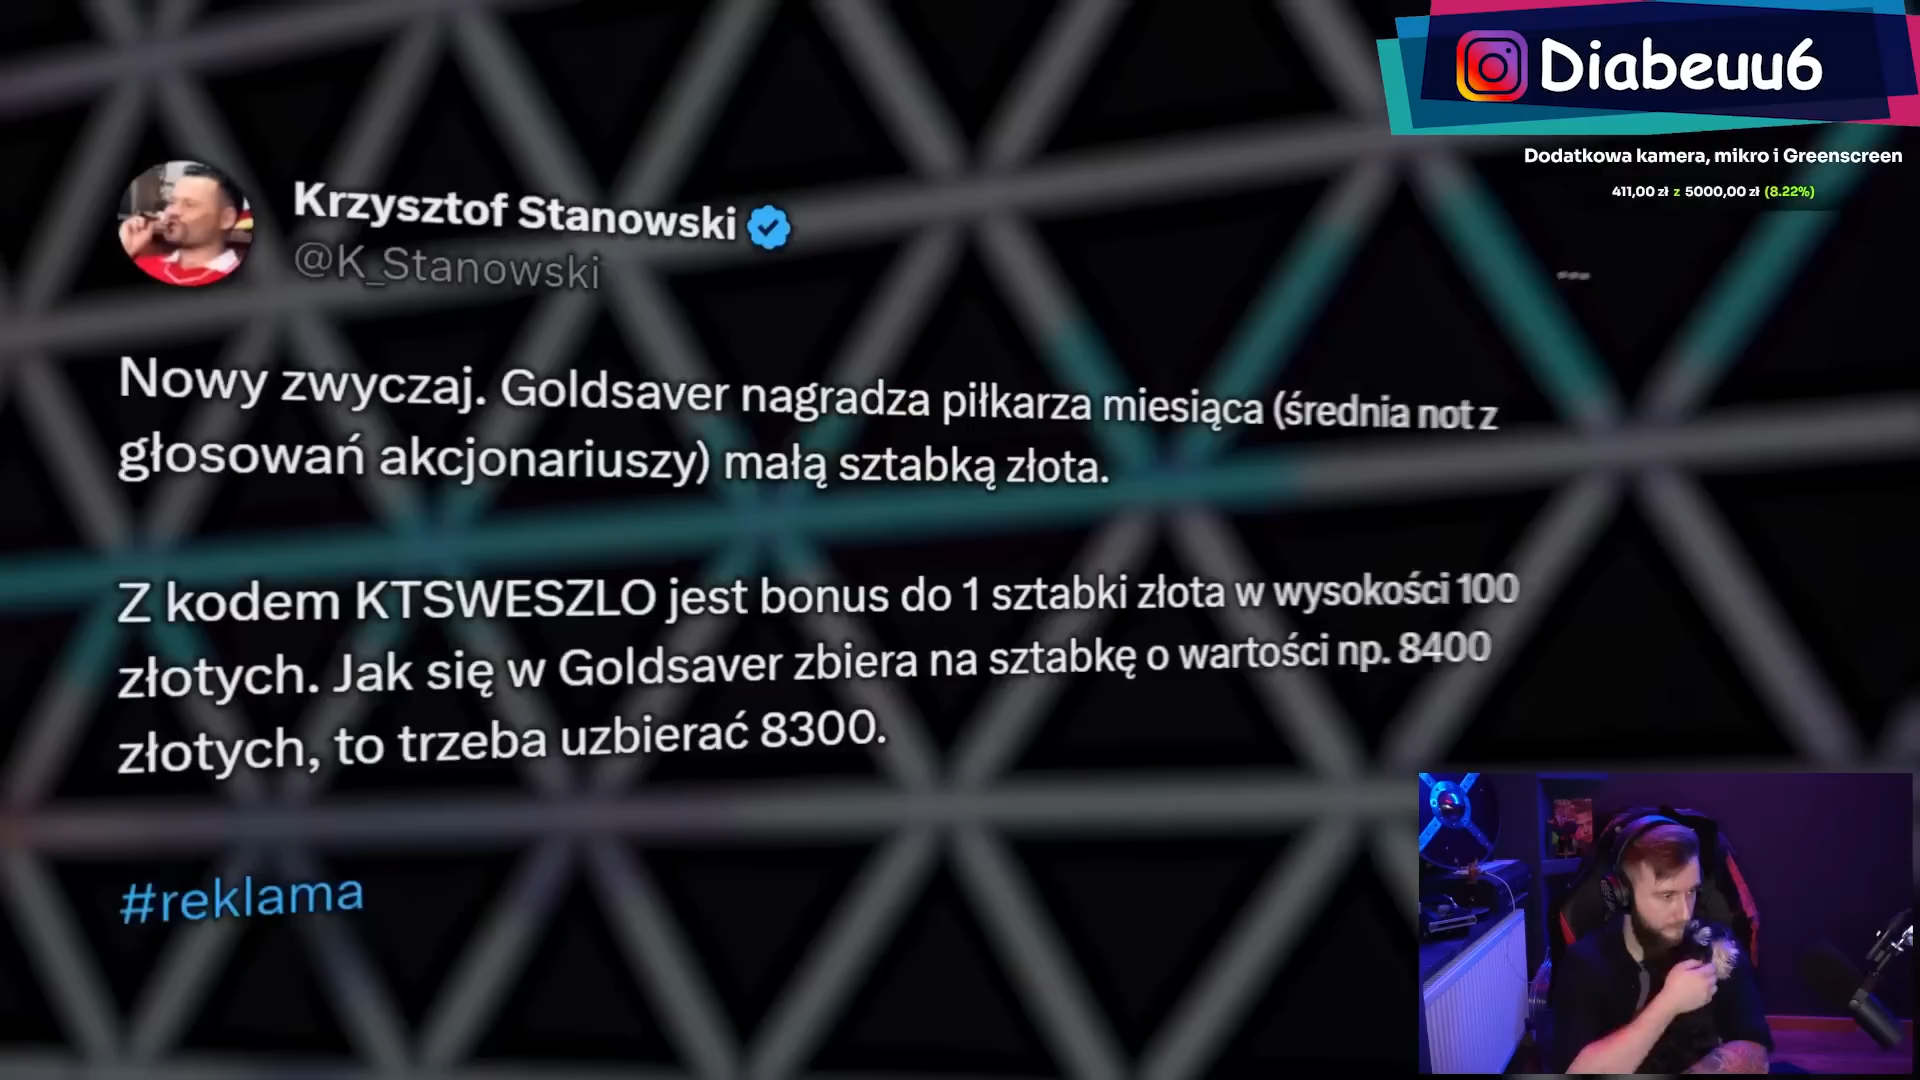 Diabeuu6
Dodatkowa kamera, mikro i Greenscreen
411,00 zł z 5000,00 zł (8.22%)
Krzysztof Stanowski
@K_Stanowski
Nowy zwyczaj. Goldsaver nagradza piłkarza miesiąca (średnia not z
głosowań akcjonariuszy) małą sztabką złota.
Z kodem KTSWESZLO jest bonus do 1 sztabki złota w wysokości 100
złotych. Jak się w Goldsaver zbiera na sztabkę o wartości np. 8400
złotych, to trzeba uzbierać 8300.
#reklama